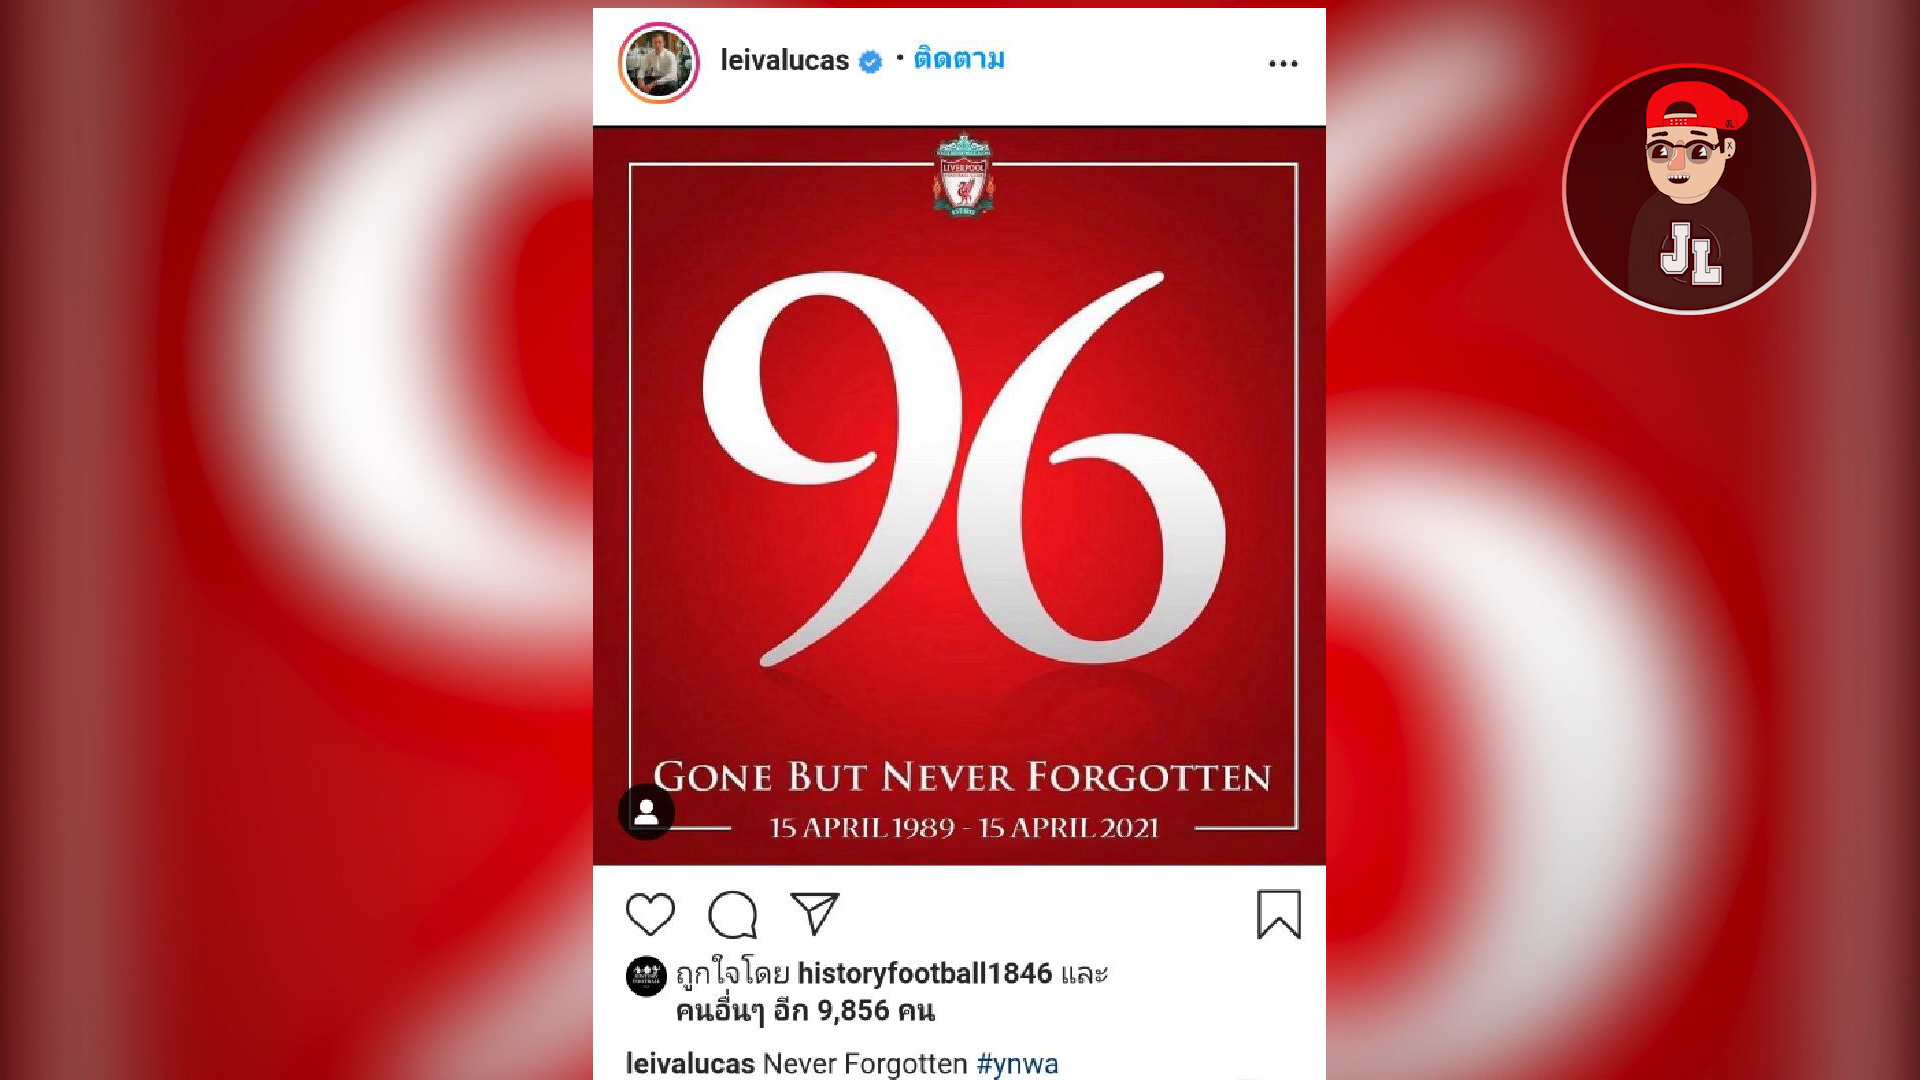 leivalucas • ติดตาม
LIVERPOOL
96
GONE BUT NEVER FORGOTTEN
15 APRIL 1989 - 15 APRIL 2021
JL
ถูกใจโดย historyfootball1846 และ
คนอื่นๆ อีก 9,856 คน
leivalucas Never Forgotten #ynwa